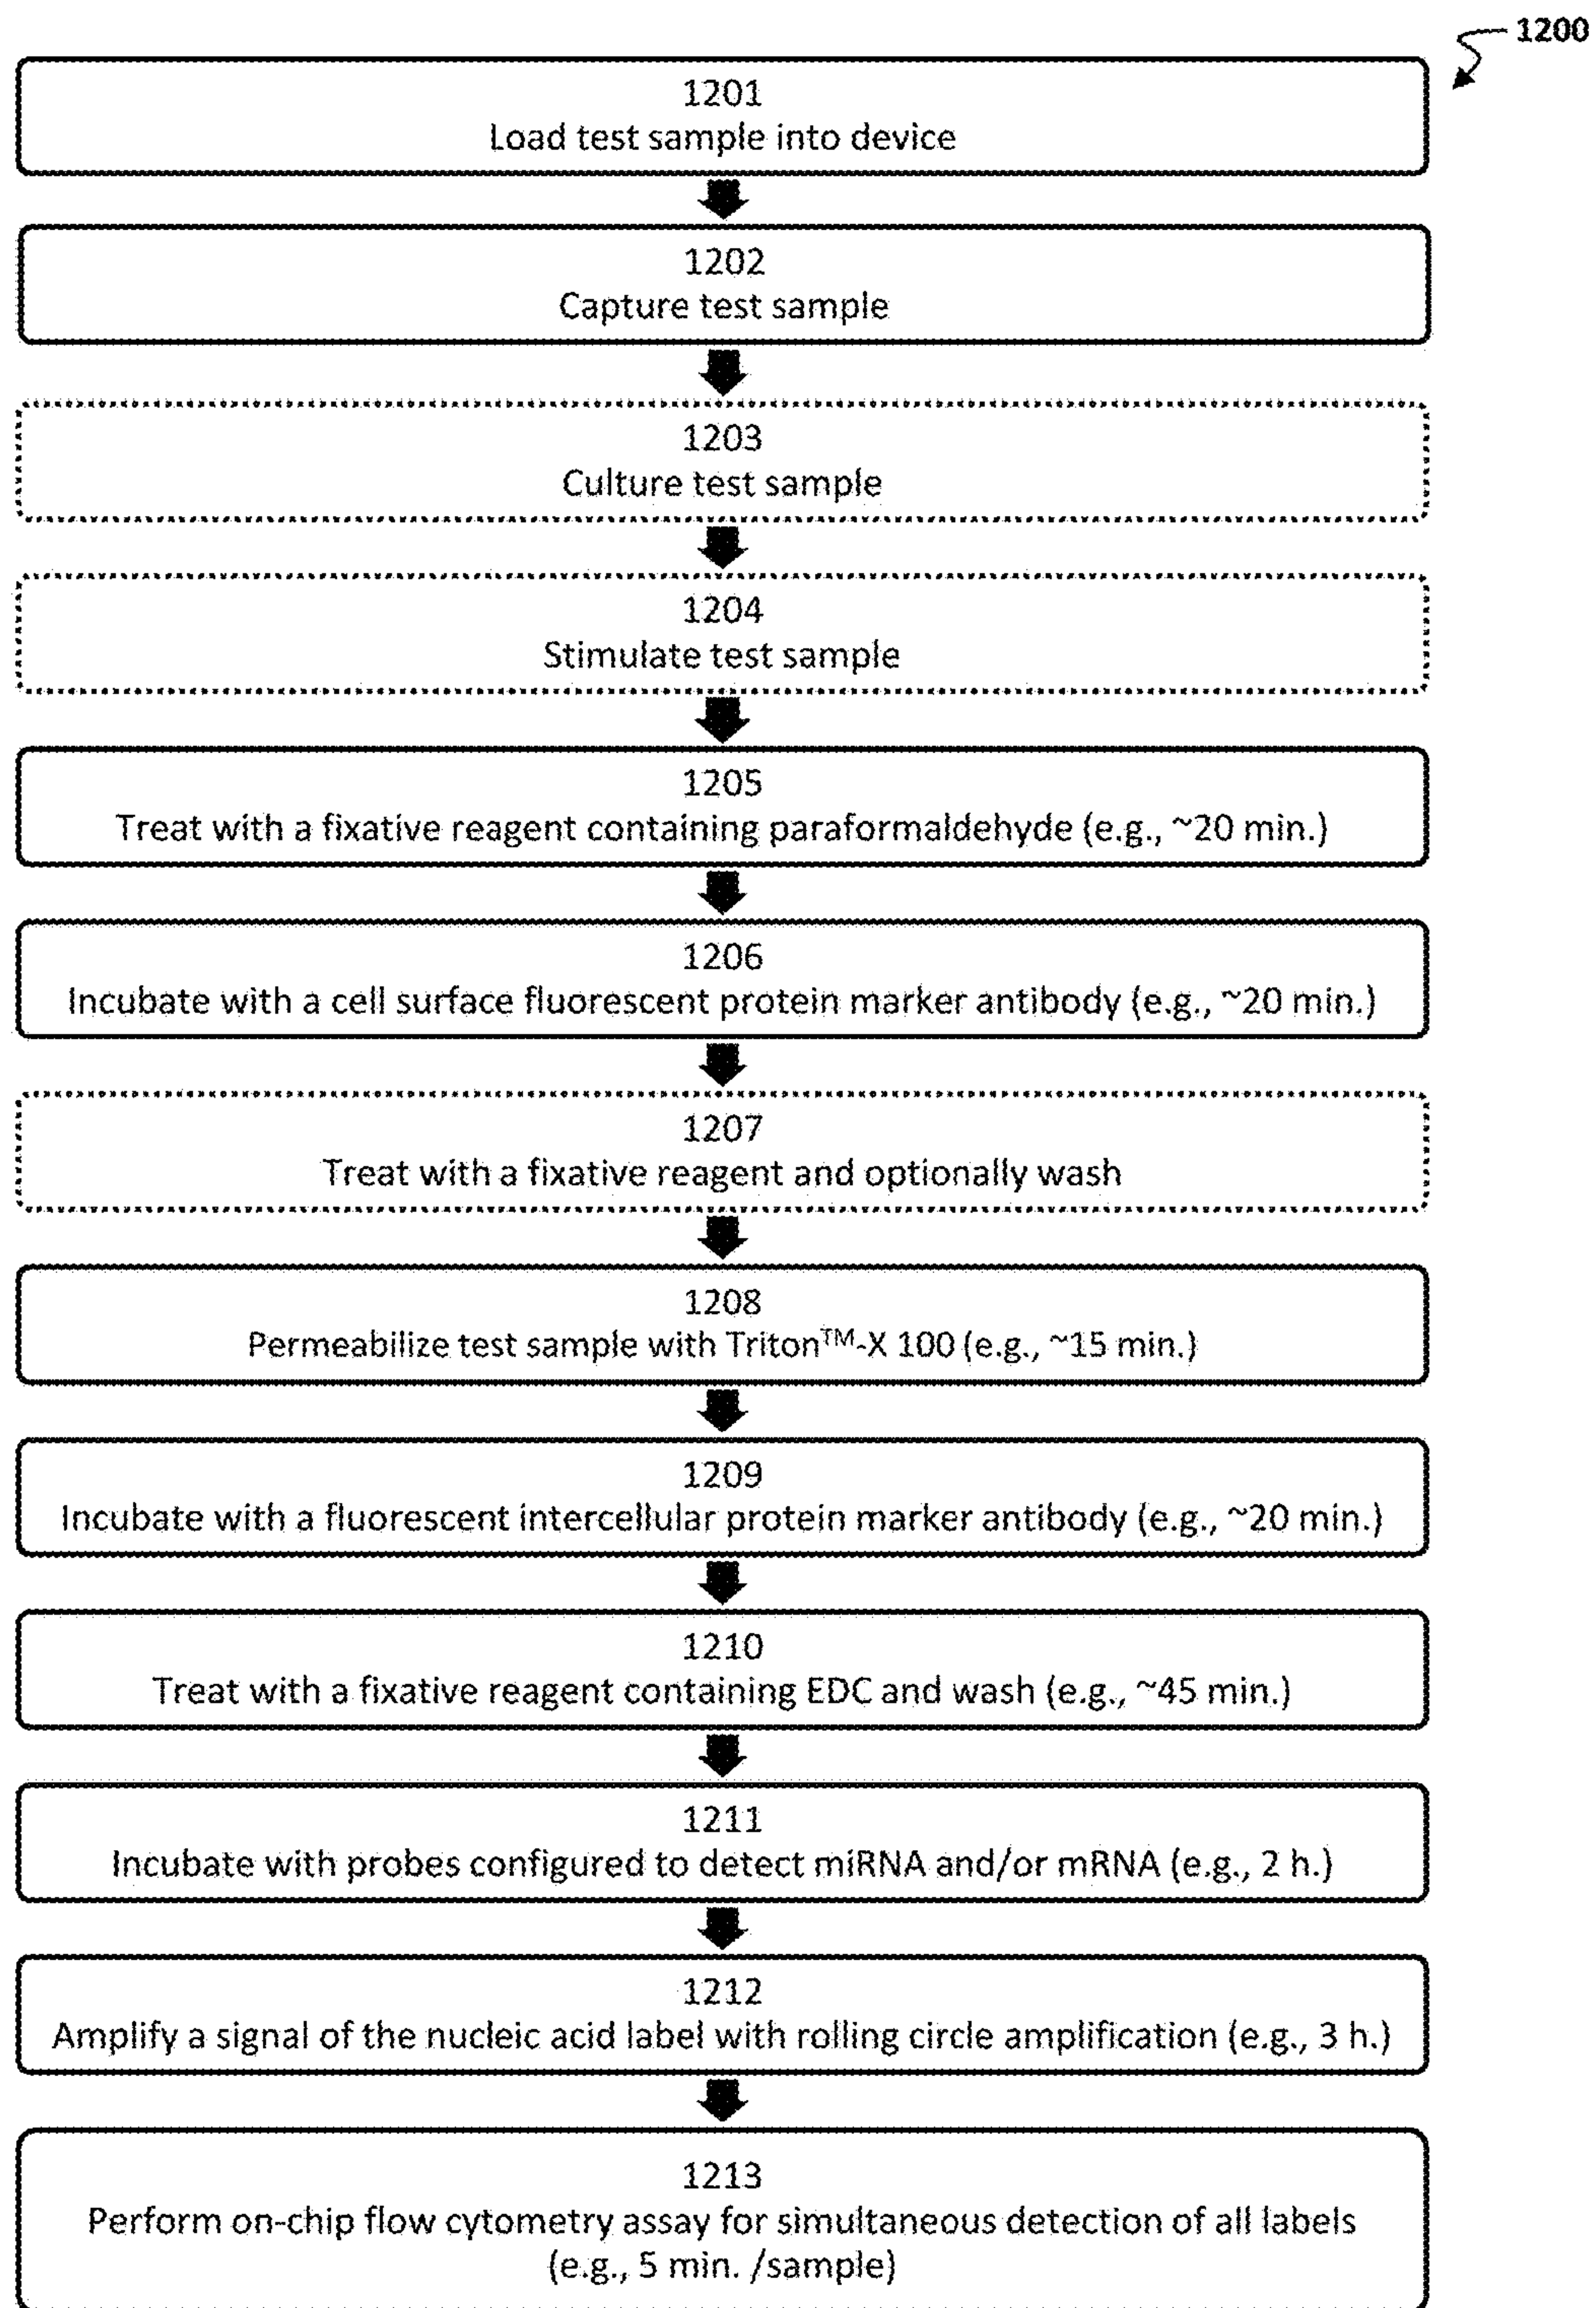 1200
1201
Load test sample into device
1202
Capture test sample
1203
Culture test sample
1204
Stimulate test sample
1205
Treat with a fixative reagent containing paraformaldehyde (e.g., ~20 min.)
1206
Incubate with a cell surface fluorescent protein marker antibody (e.g., ~20 min.)
1207
Treat with a fixative reagent and optionally wash
1208
Permeabilize test sample with Triton™-X 100 (e.g., ~15 min.)
1209
Incubate with a fluorescent intercellular protein marker antibody (e.g., ~20 min.)
1210
Treat with a fixative reagent containing EDC and wash (e.g., ~45 min.)
1211
Incubate with probes configured to detect miRNA and/or mRNA (e.g., 2 h.)
1212
Amplify a signal of the nucleic acid label with rolling circle amplification (e.g., 3 h.)
1213
Perform on-chip flow cytometry assay for simultaneous detection of all labels
(e.g., 5 min. /sample)